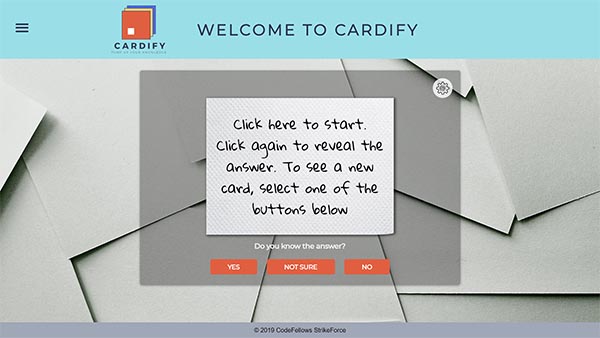 CARDIFY
WELCOME TO CARDIFY
Click here to start.
Click again to reveal the
answer. To see a new
card, select one of the
buttons below
Do you know the answer?
YES
NOT SURE
NO
© 2019 CodeFellows StrikeForce